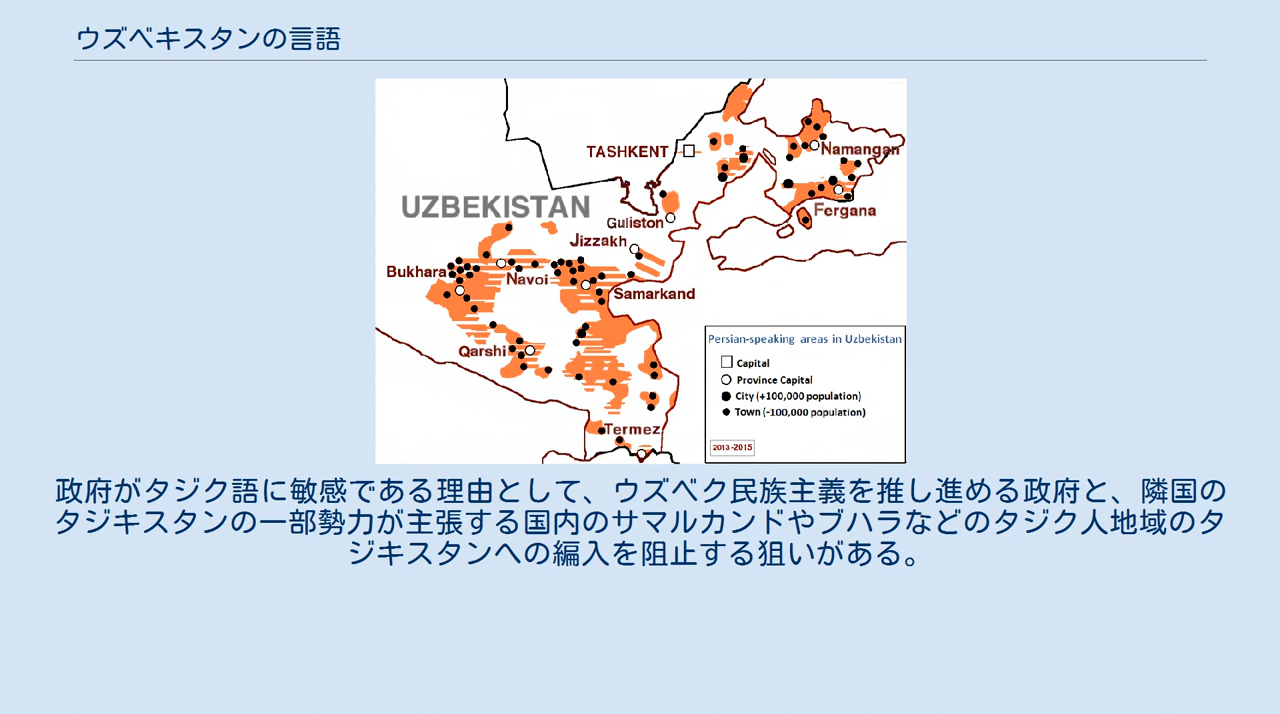 ウズベキスタンの言語
TASHKENT
Namangan
UZBEKISTAN
Fergana
Guliston
Jizzakh
Bukhara
Navoi
Samarkand
Qarshi
Termez
Persian-speaking areas in Uzbekistan
Capital
Province Capital
City (+100,000 population)
Town (-100,000 population)
2013-2015
政府がタジク語に敏感である理由として、ウズベク民族主義を推し進める政府と、隣国の
タジキスタンの一部勢力が主張する国内のサマルカンドやブハラなどのタジク人地域のタ
ジキスタンへの編入を阻止する狙いがある。